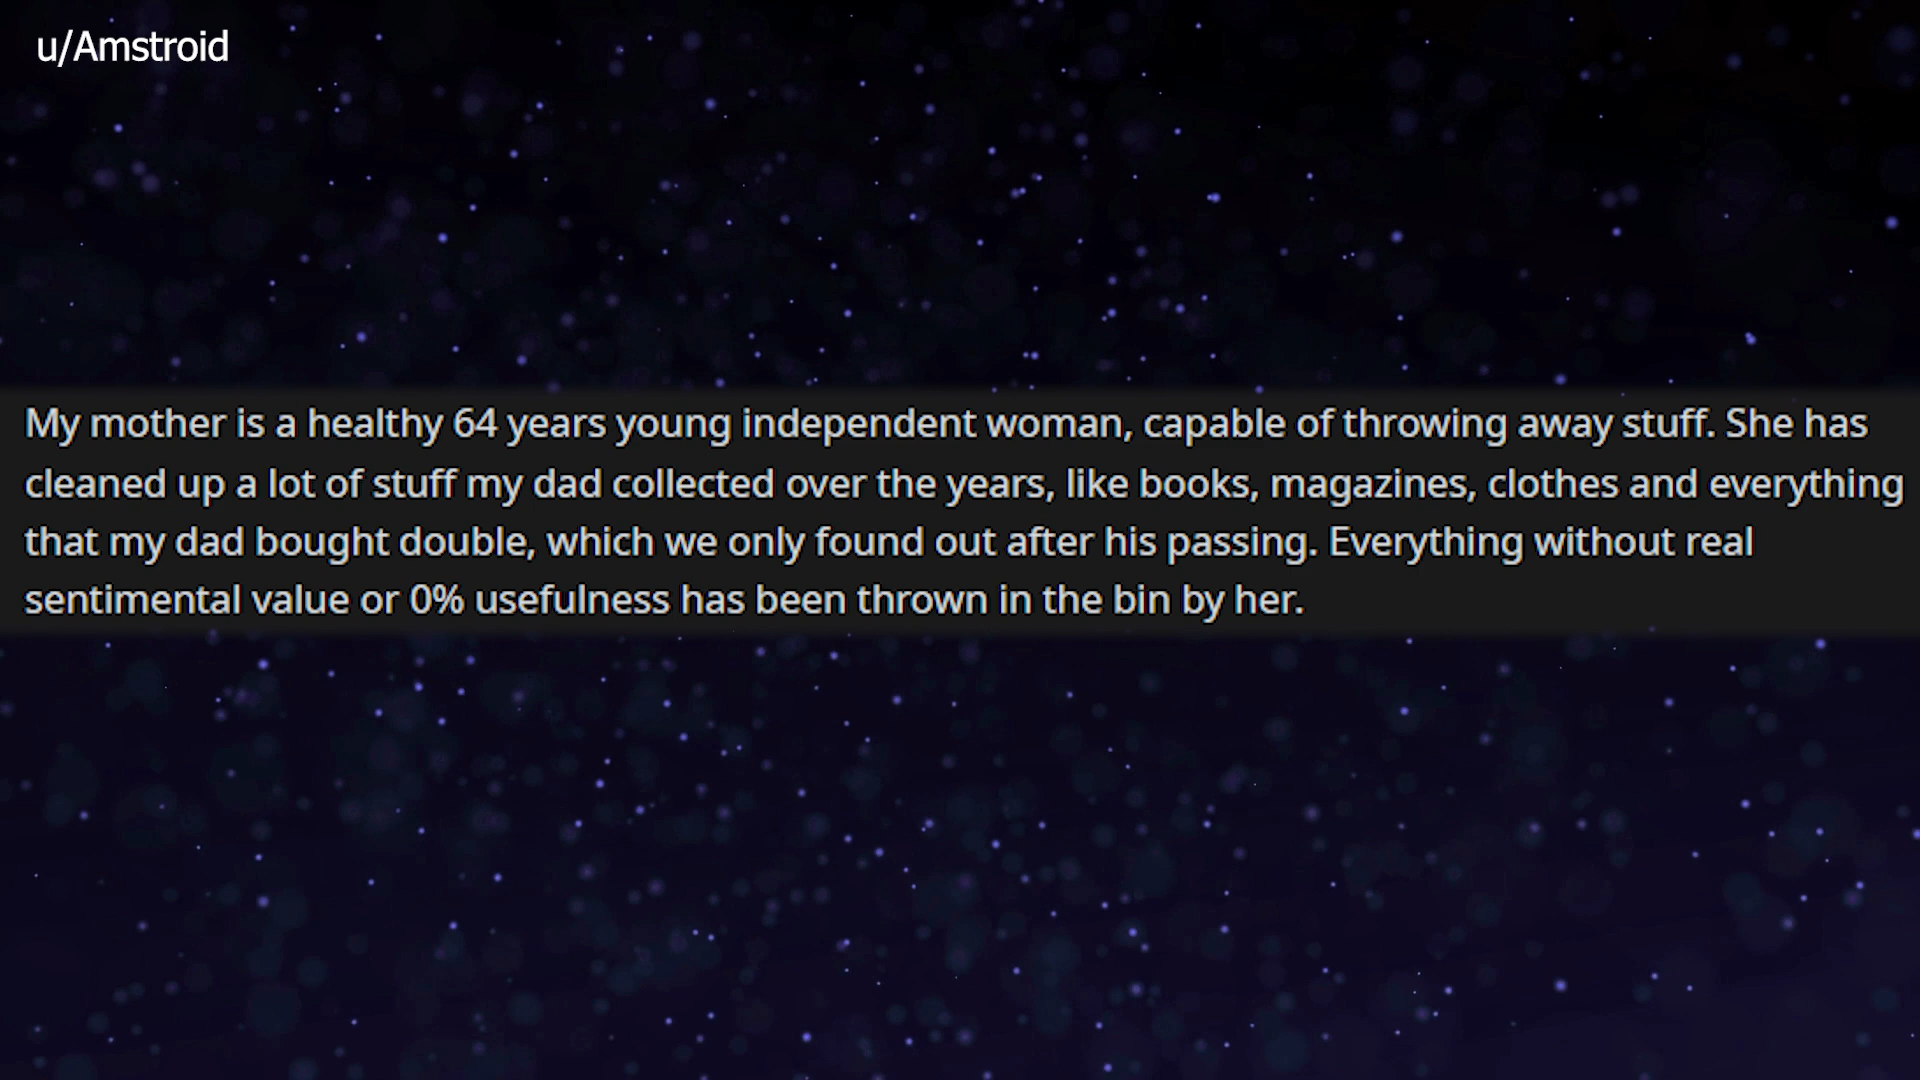 u/Amstroid
My mother is a healthy 64 years young independent woman, capable of throwing away stuff. She has
cleaned up a lot of stuff my dad collected over the years, like books, magazines, clothes and everything
that my dad bought double, which we only found out after his passing. Everything without real
sentimental value or 0% usefulness has been thrown in the bin by her.